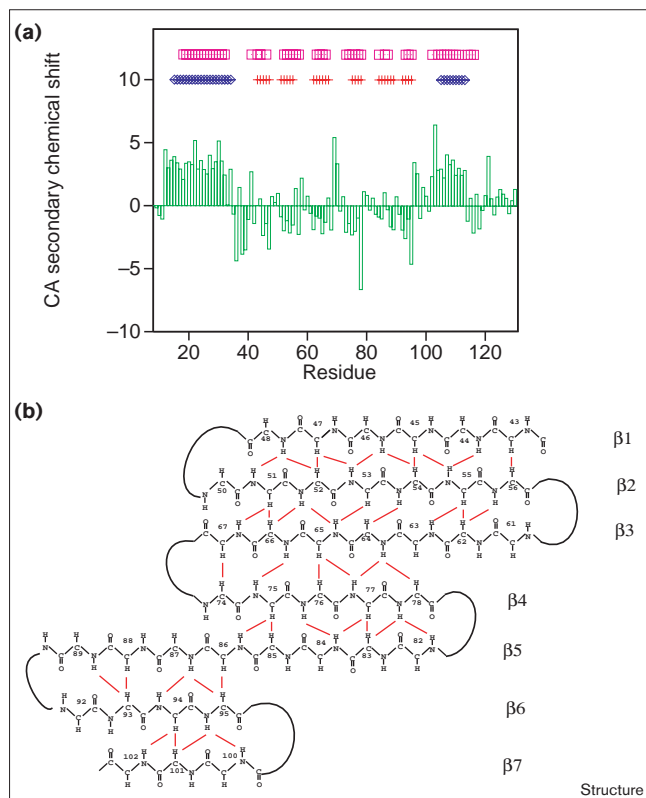 (a)
CA secondary chemical shift
10
5
0
−5
−10
20 40 60 80 100 120
Residue
(b)
48 47 46 45 44 43 β1
50 51 52 53 54 55 56 β2
67 66 65 64 63 62 61 β3
74 75 76 77 78 β4
89 88 87 86 85 84 83 82 β5
92 93 94 95 β6
102 101 100 β7
Structure